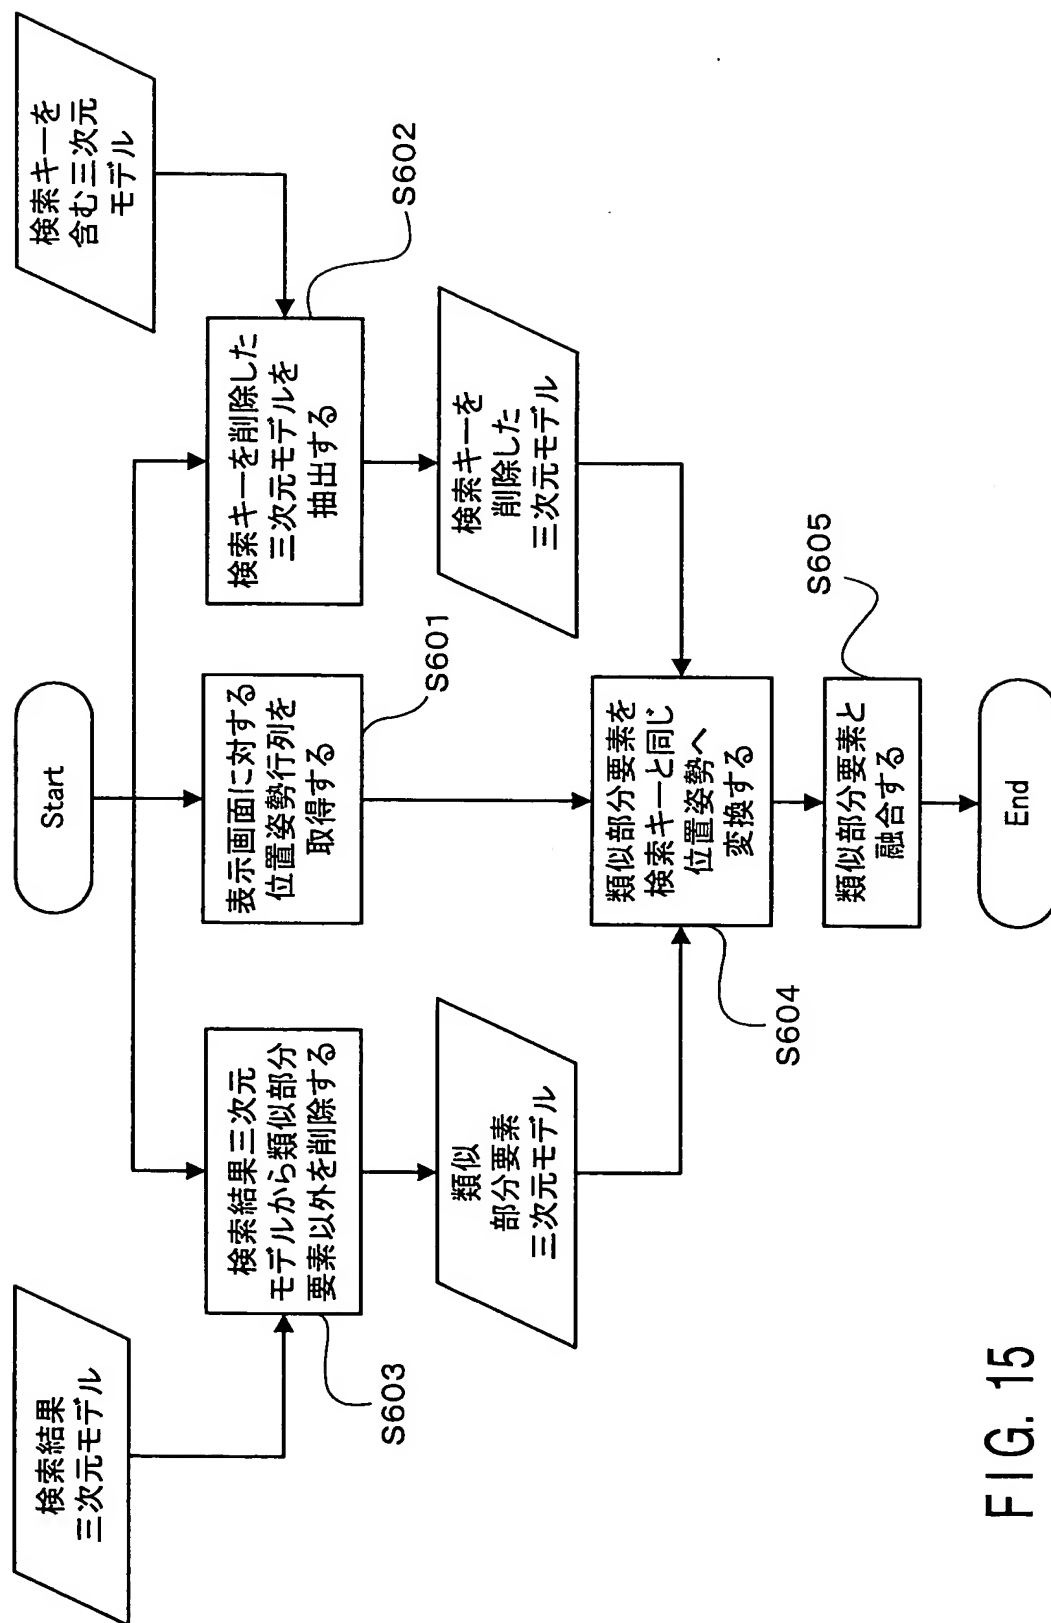 Start
検索結果
三次元モデル
検索キーを
含む三次元
モデル
検索結果三次元
モデルから類似部分
要素以外を削除する
S603
表示画面に対する
位置姿勢行列を
取得する
S601
検索キーを削除した
三次元モデルを
抽出する
S602
類似
部分要素
三次元モデル
検索キーを
削除した
三次元モデル
類似部分要素を
検索キーと同じ
位置姿勢へ
変換する
S604
類似部分要素と
融合する
S605
End
FIG. 15